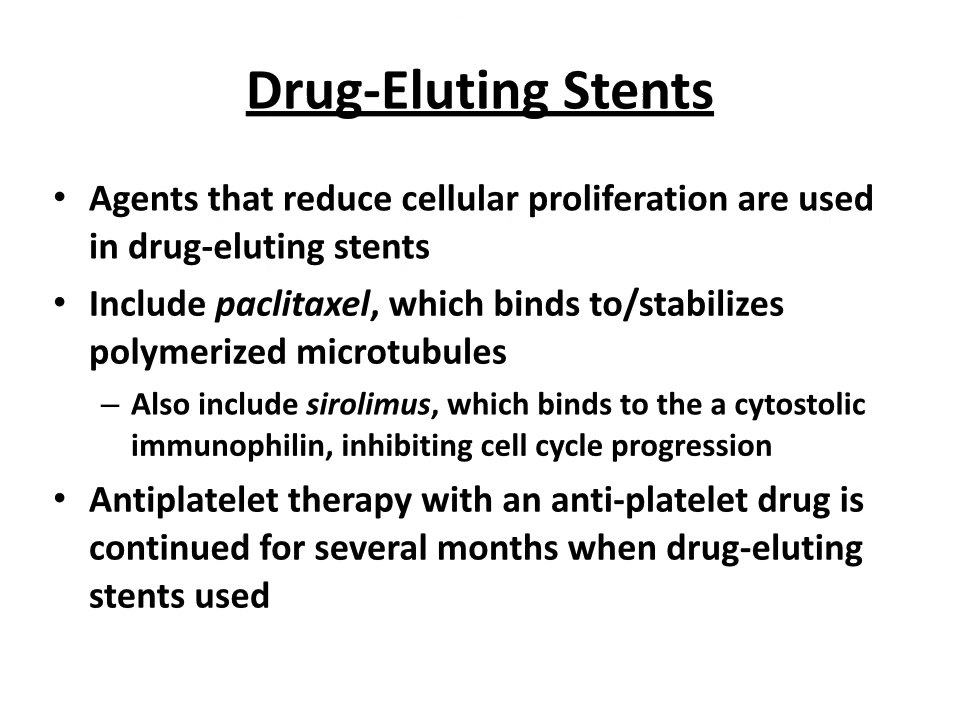 Drug-Eluting Stents
• Agents that reduce cellular proliferation are used
in drug-eluting stents
• Include paclitaxel, which binds to/stabilizes
polymerized microtubules
– Also include sirolimus, which binds to the a cytostolic
immunophilin, inhibiting cell cycle progression
• Antiplatelet therapy with an anti-platelet drug is
continued for several months when drug-eluting
stents used